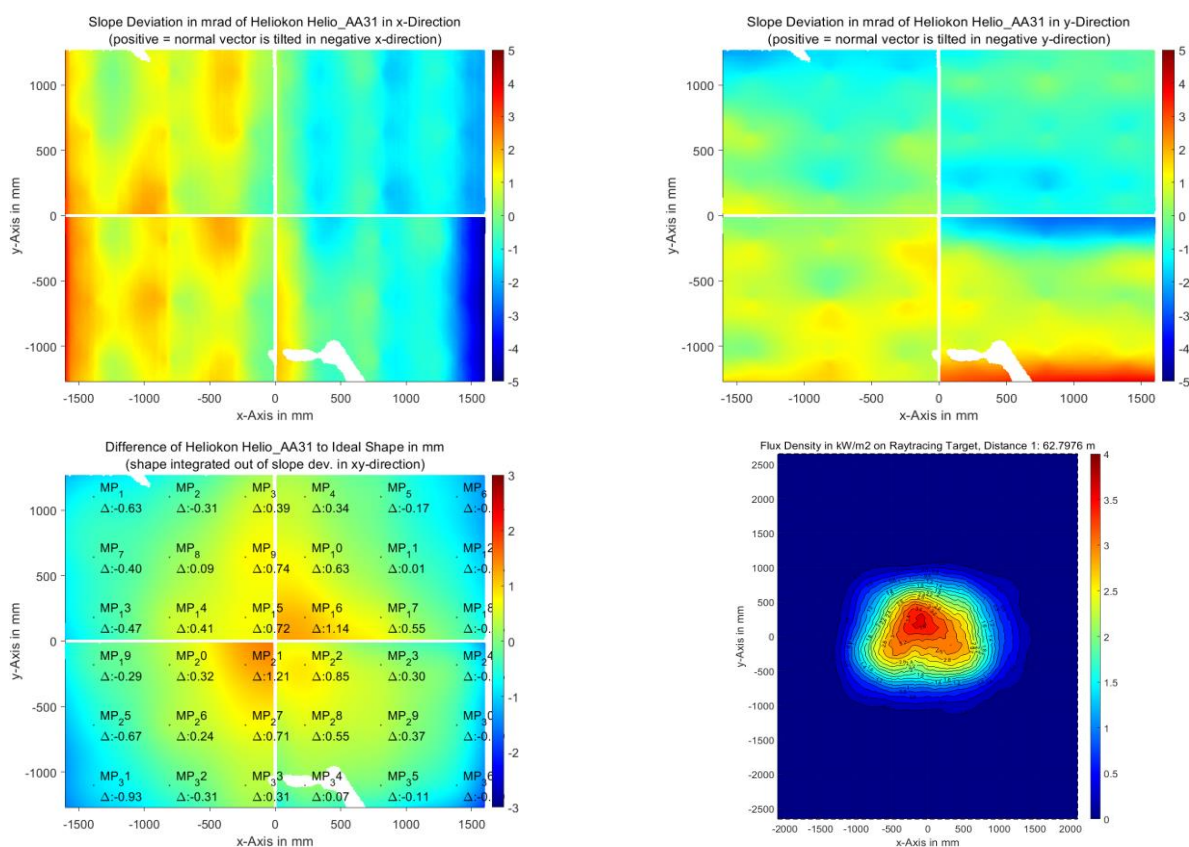 Slope Deviation in mrad of Heliokon Helio_AA31 in x-Direction
(positive = normal vector is tilted in negative x-direction)
1000
500
0
-500
-1000
y-Axis in mm
-1500 -1000 -500 0 500 1000 1500
x-Axis in mm
5
4
3
2
1
0
-1
-2
-3
-4
-5
Slope Deviation in mrad of Heliokon Helio_AA31 in y-Direction
(positive = normal vector is tilted in negative y-direction)
1000
500
0
-500
-1000
y-Axis in mm
-1500 -1000 -500 0 500 1000 1500
x-Axis in mm
5
4
3
2
1
0
-1
-2
-3
-4
-5
Difference of Heliokon Helio_AA31 to Ideal Shape in mm
(shape integrated out of slope dev. in xy-direction)
MP1 MP2 MP3 MP4 MP5 MP6
Δ:-0.63 Δ:-0.31 Δ:0.39 Δ:0.34 Δ:-0.17 Δ:-0.
MP7 MP8 MP9 MP10 MP11 MP12
Δ:-0.40 Δ:0.09 Δ:0.74 Δ:0.63 Δ:0.01 Δ:-0.
MP13 MP14 MP15 MP16 MP17 MP18
Δ:-0.47 Δ:0.41 Δ:0.72 Δ:1.14 Δ:0.55 Δ:-0.
MP19 MP20 MP21 MP22 MP23 MP24
Δ:-0.29 Δ:0.32 Δ:1.21 Δ:0.85 Δ:0.30 Δ:-0.
MP25 MP26 MP27 MP28 MP29 MP30
Δ:-0.67 Δ:0.24 Δ:0.71 Δ:0.55 Δ:0.37 Δ:-0.
MP31 MP32 MP33 MP34 MP35 MP36
Δ:-0.93 Δ:-0.31 Δ:0.31 Δ:0.07 Δ:-0.11 Δ:-0.
1000
500
0
-500
-1000
y-Axis in mm
-1500 -1000 -500 0 500 1000 1500
x-Axis in mm
3
2
1
0
-1
-2
-3
Flux Density in kW/m2 on Raytracing Target, Distance 1: 62.7976 m
2500
2000
1500
1000
500
0
-500
-1000
-1500
-2000
-2500
y-Axis in mm
-2000 -1500 -1000 -500 0 500 1000 1500 2000
x-Axis in mm
4
3.5
3
2.5
2
1.5
1
0.5
0